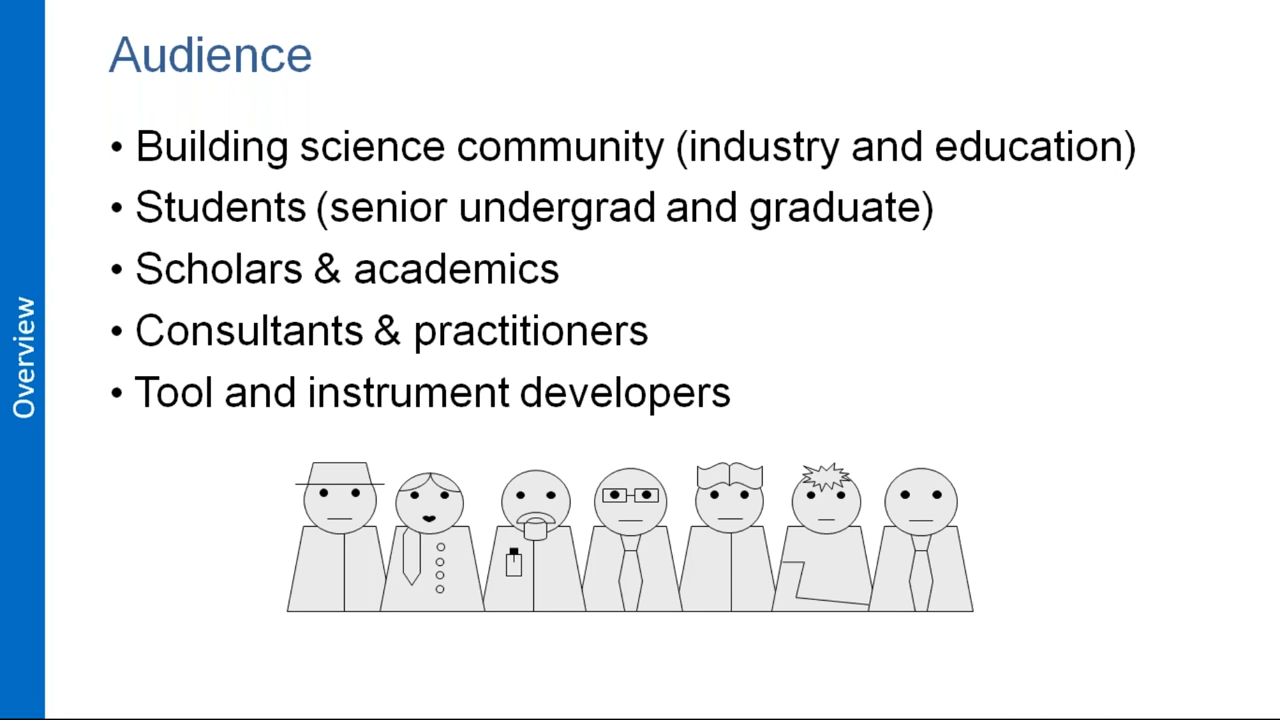 Audience
• Building science community (industry and education)
• Students (senior undergrad and graduate)
• Scholars & academics
• Consultants & practitioners
• Tool and instrument developers
Overview